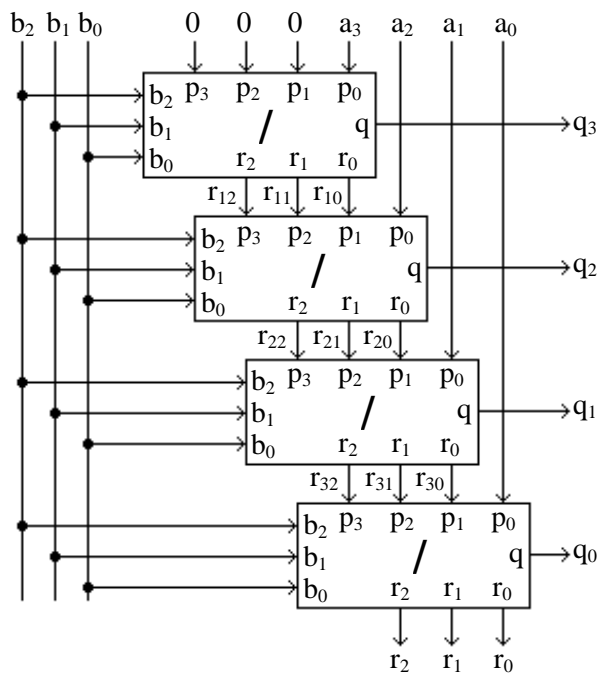 b₂ b₁ b₀ 0 0 0 a₃ a₂ a₁ a₀
b₂ p₃ p₂ p₁ p₀
b₁ / q q₃
b₀ r₂ r₁ r₀
r₁₂ r₁₁ r₁₀
b₂ p₃ p₂ p₁ p₀
b₁ / q q₂
b₀ r₂ r₁ r₀
r₂₂ r₂₁ r₂₀
b₂ p₃ p₂ p₁ p₀
b₁ / q q₁
b₀ r₂ r₁ r₀
r₃₂ r₃₁ r₃₀
b₂ p₃ p₂ p₁ p₀
b₁ / q q₀
b₀ r₂ r₁ r₀
r₂ r₁ r₀